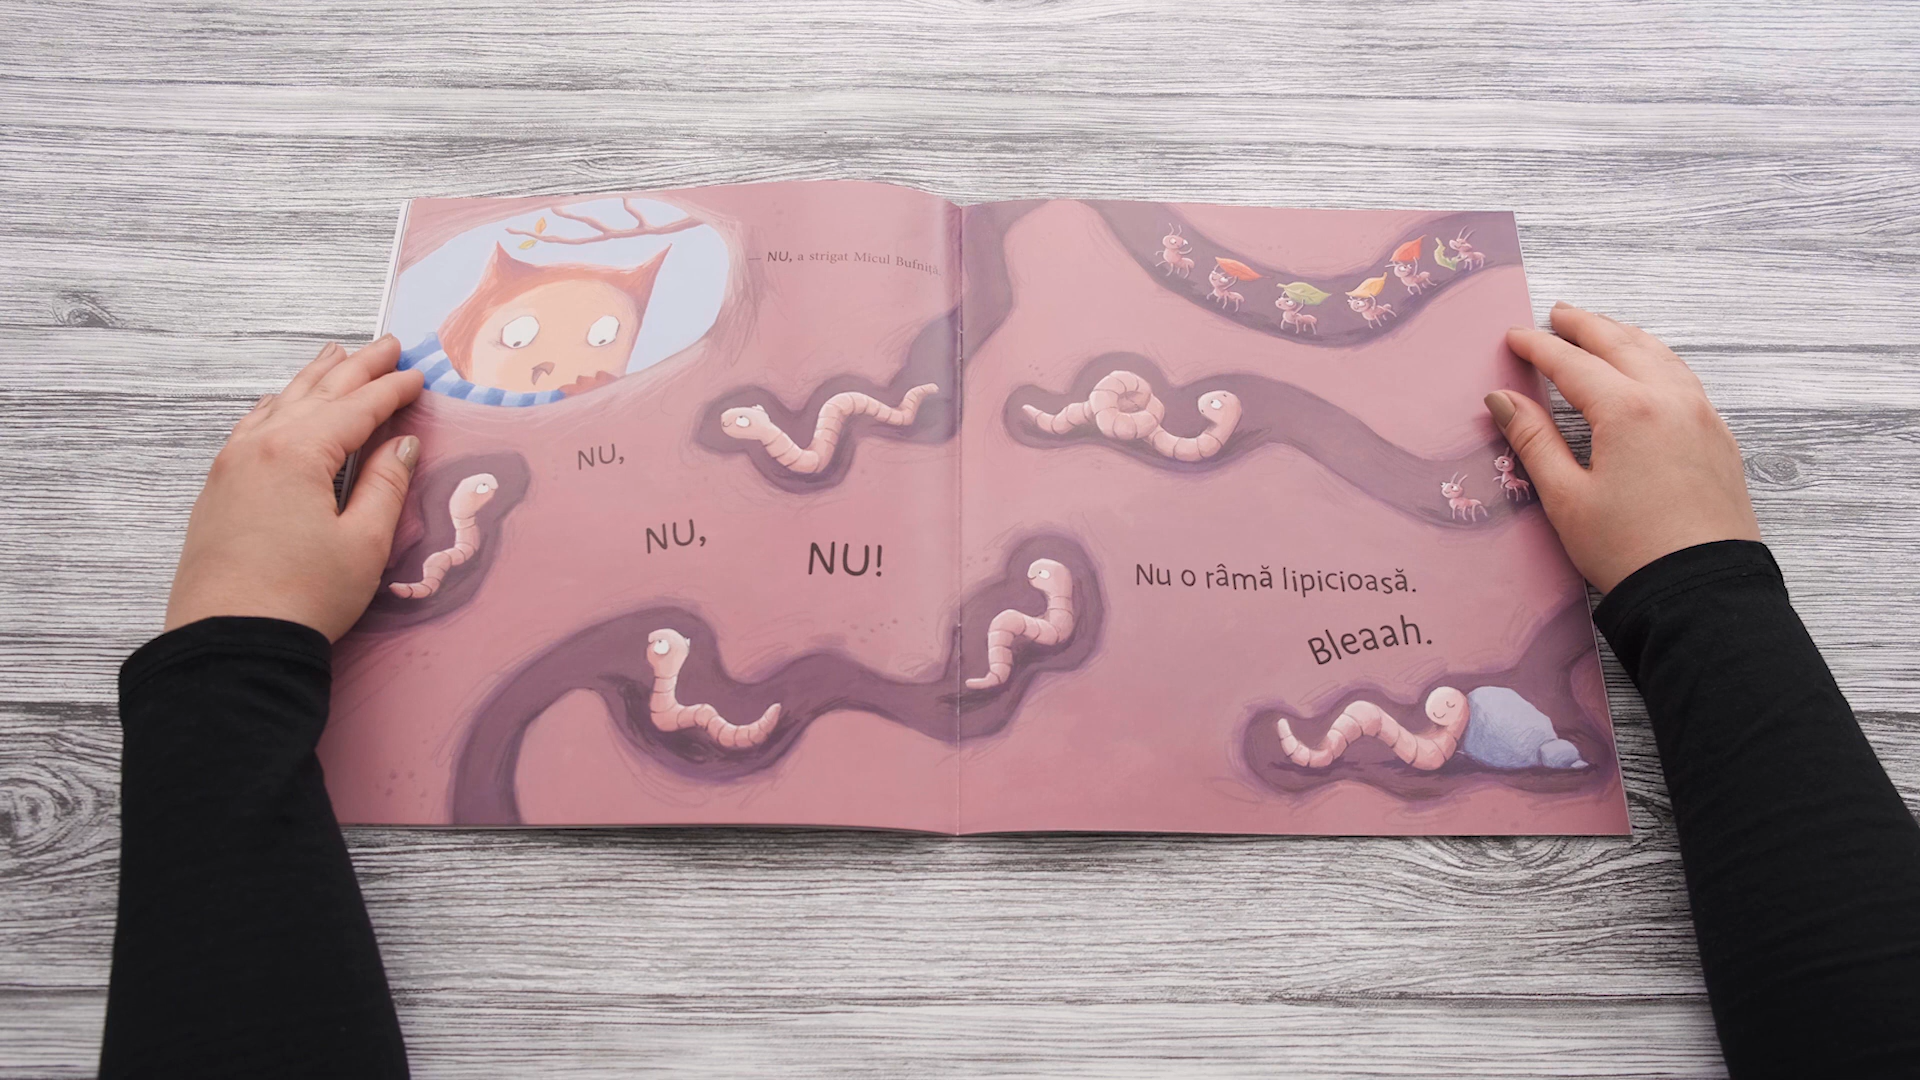 — NU, a strigat Micul Bufniță.
NU,
NU,
NU!
Nu o râmă lipicioasă.
Bleaah.